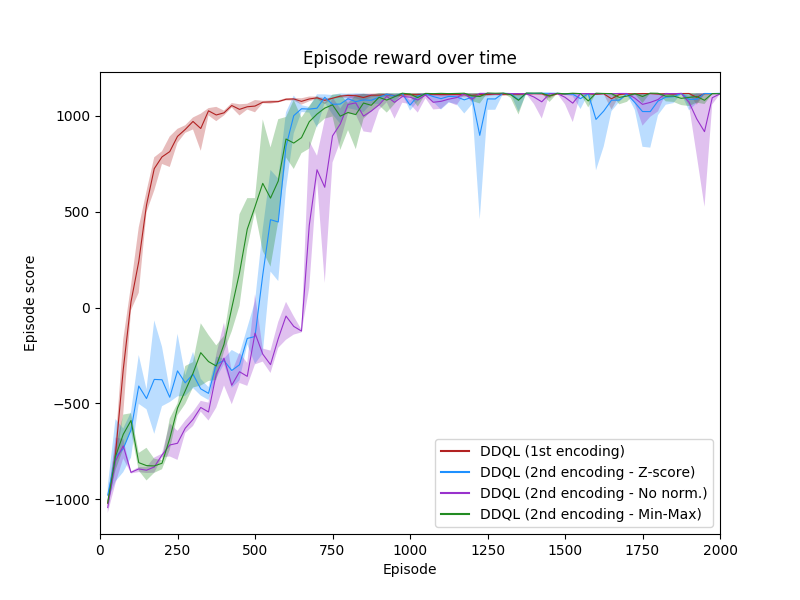 Episode reward over time
Episode score
1000
500
0
−500
−1000
DDQL (1st encoding)
DDQL (2nd encoding - Z-score)
DDQL (2nd encoding - No norm.)
DDQL (2nd encoding - Min-Max)
0 250 500 750 1000 1250 1500 1750 2000
Episode